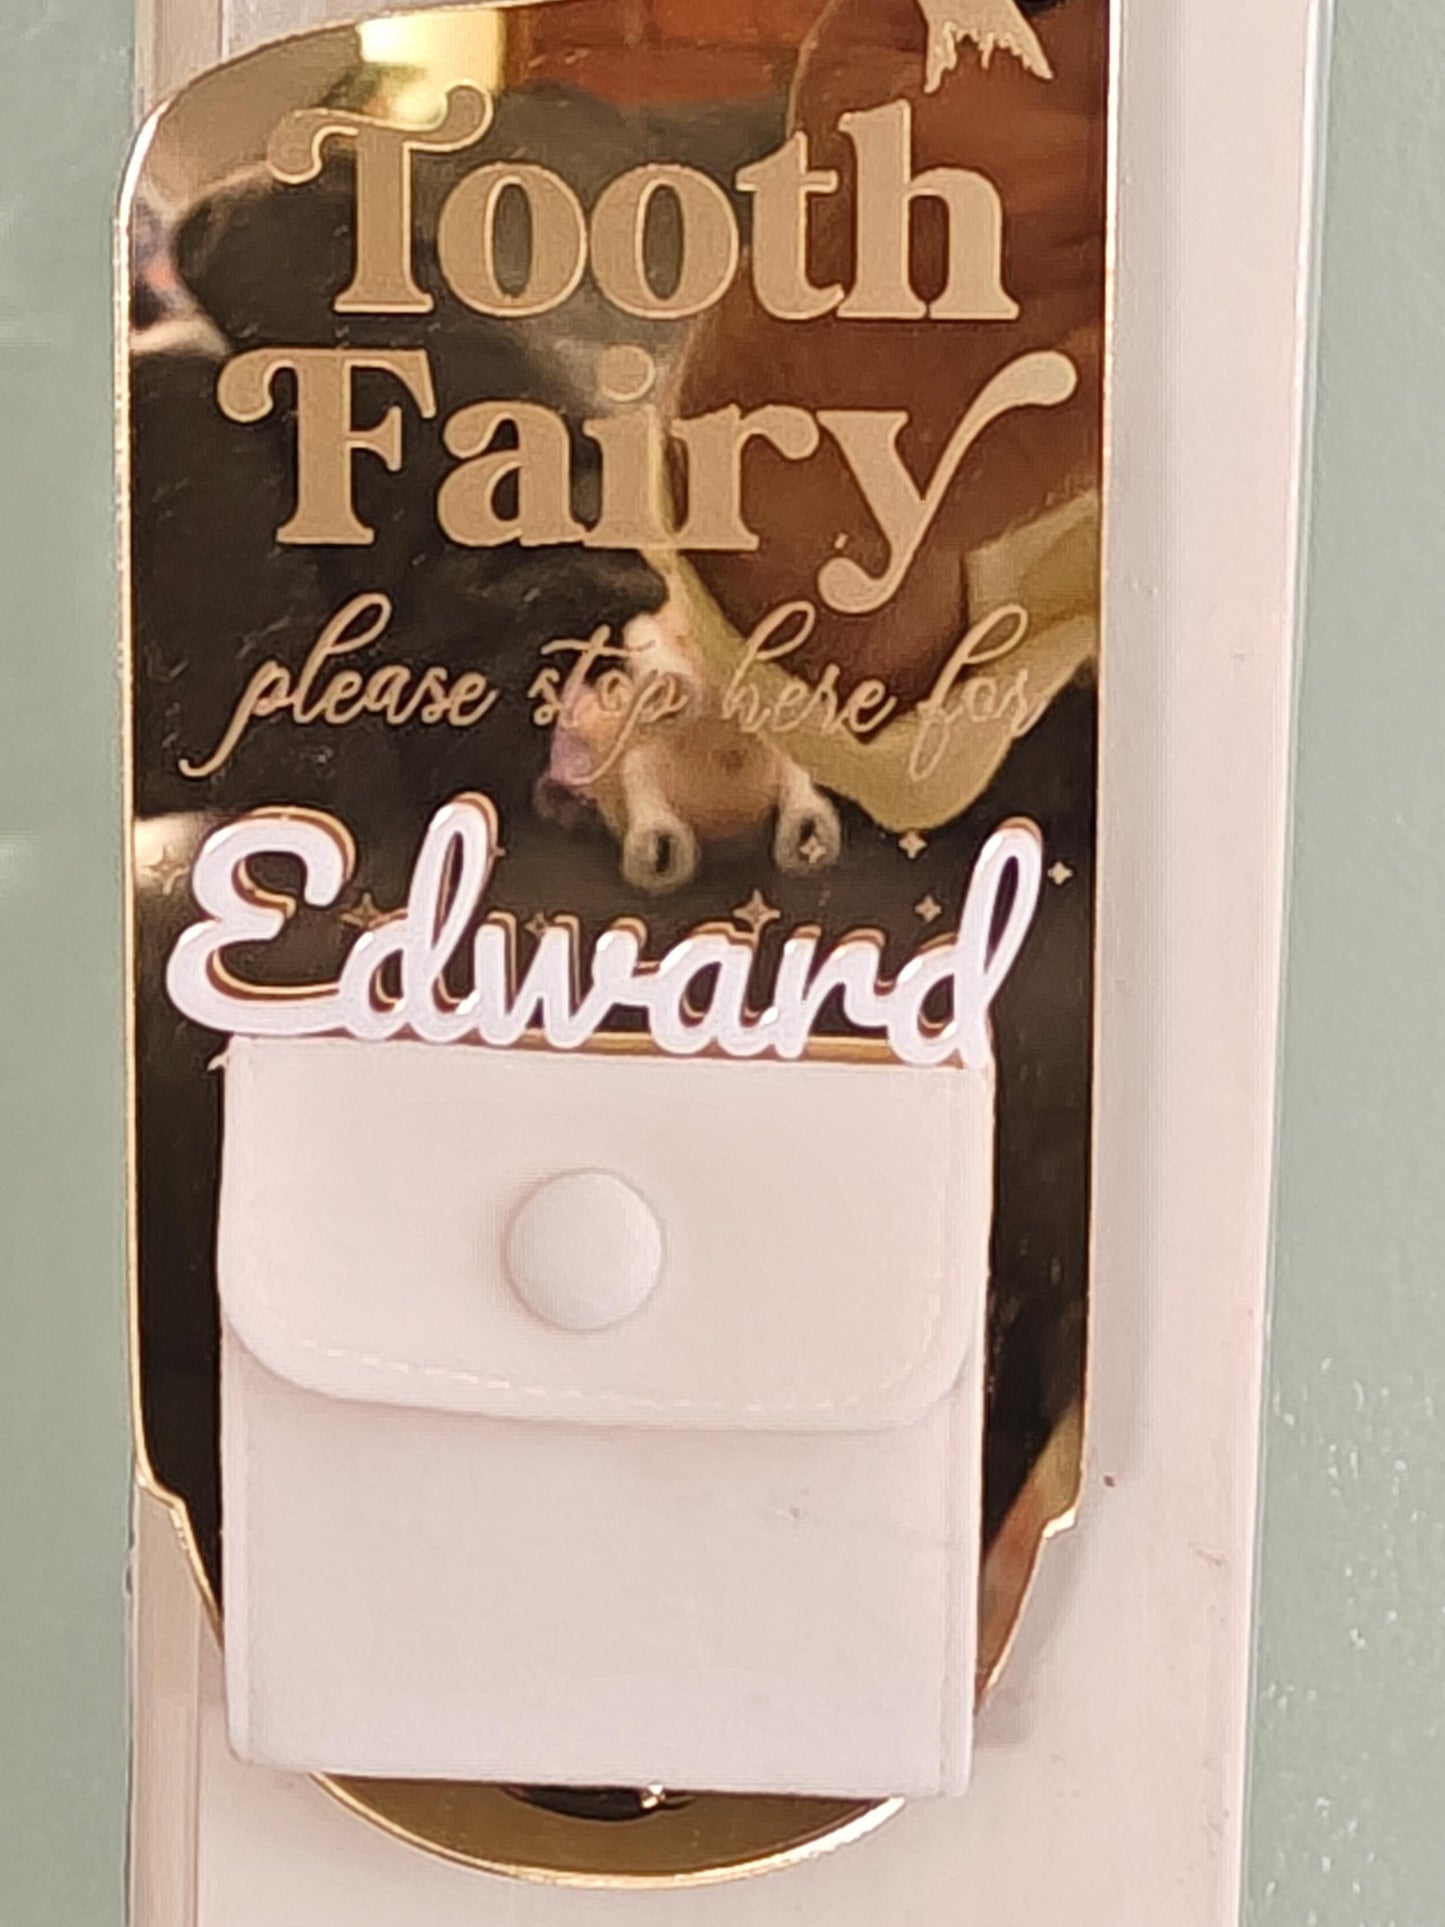 Tooth
Fairy
please stop here for
Edward